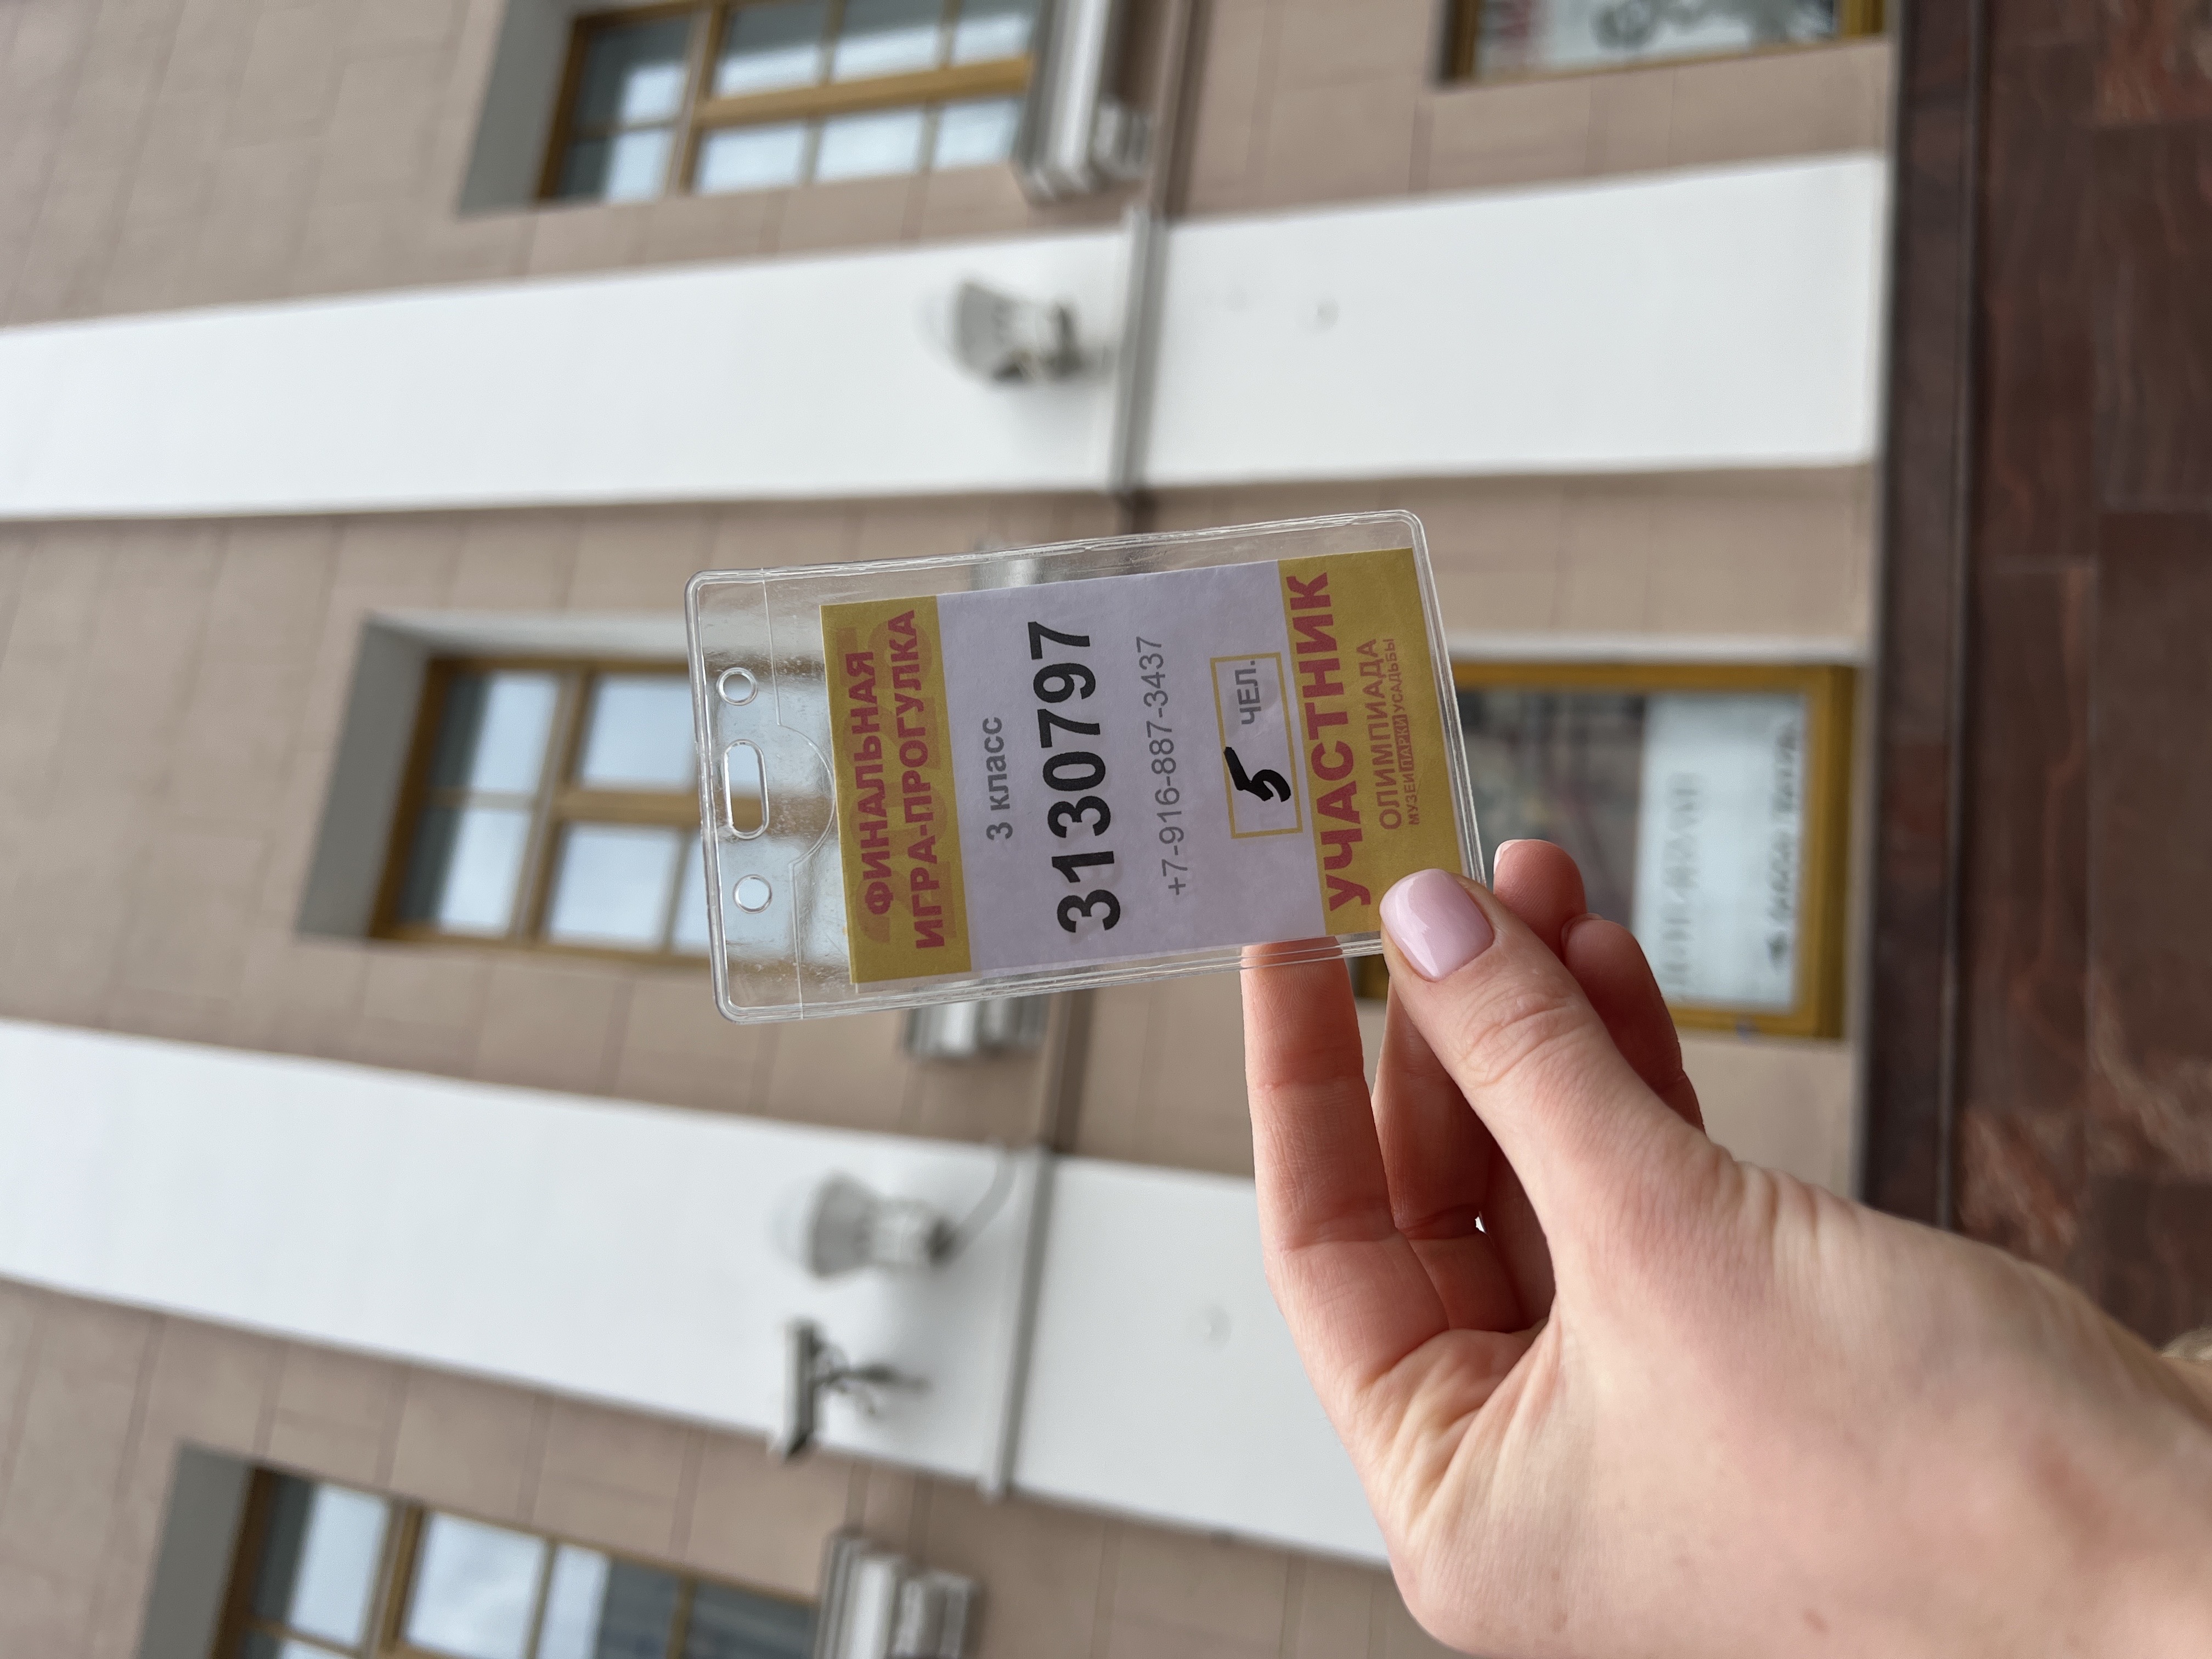 ФИНАЛЬНАЯ
ИГРА-ПРОГУЛКА
3 класс
3130797
+7-916-887-3437
5 ЧЕЛ.
УЧАСТНИК
ОЛИМПИАДА
МУЗЕИ ПАРКИ УСАДЬБЫ